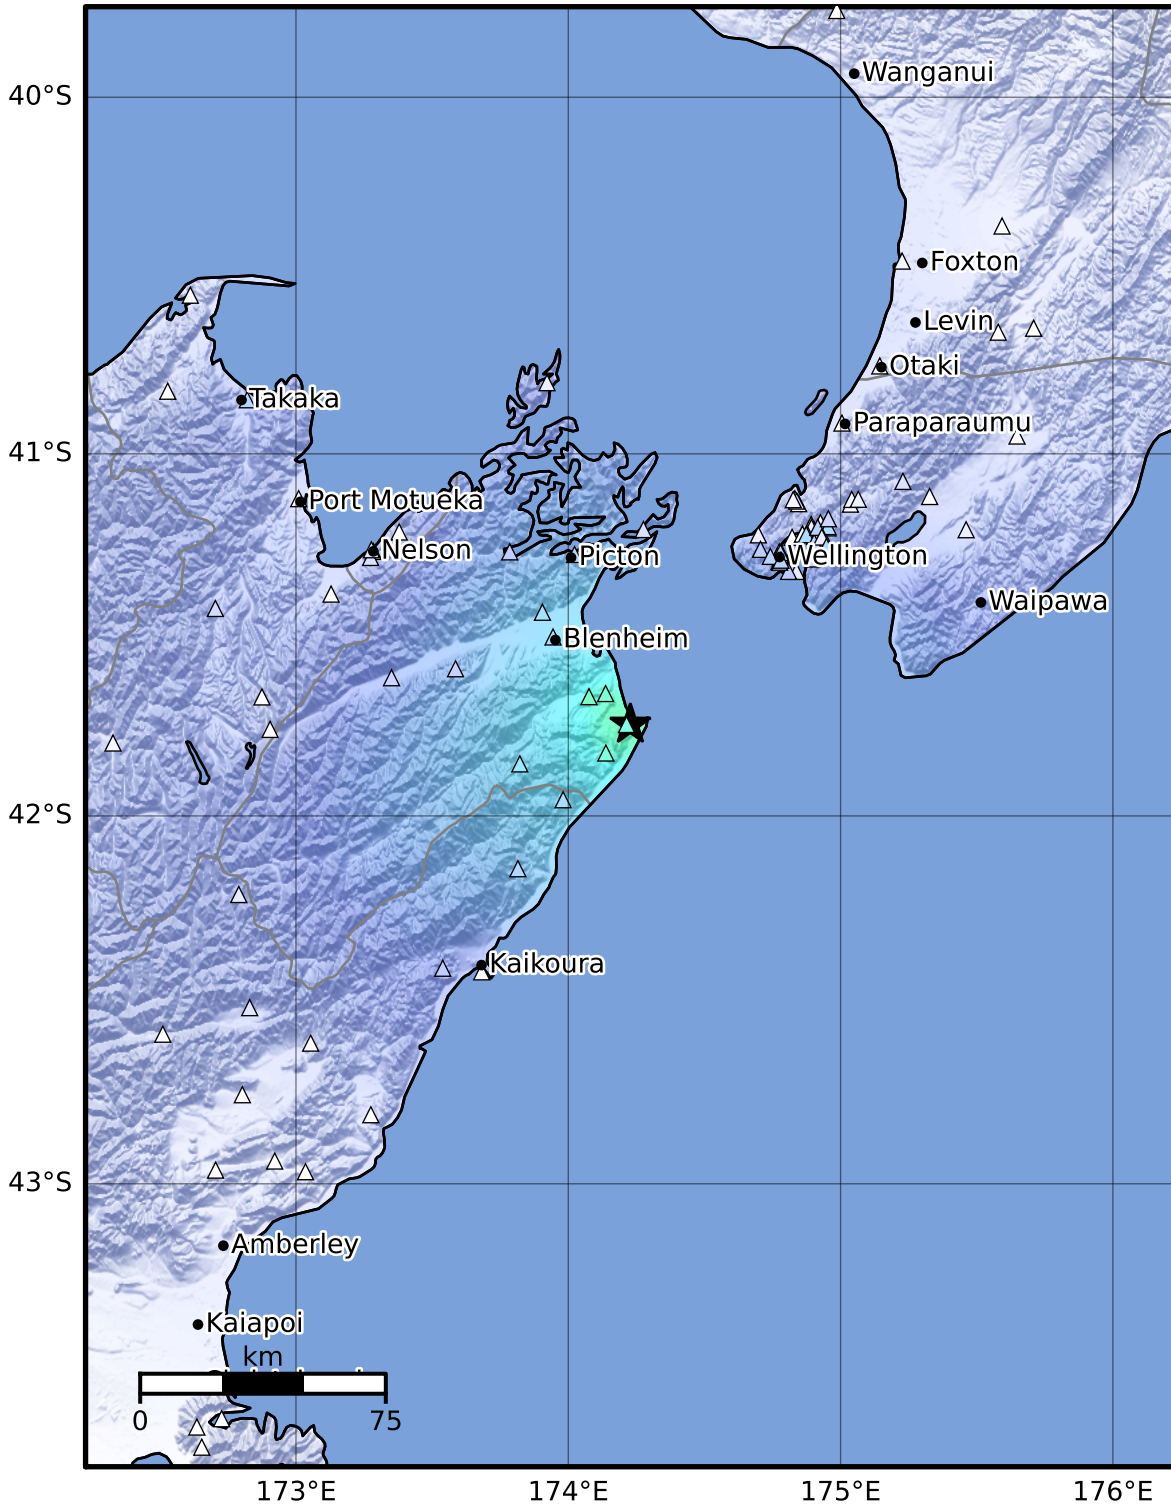 Wanganui
40°S
Foxton
Levin
Otaki
Takaka
Paraparaumu
41°S
Port Motueka
Nelson
Picton
Wellington
Waipawa
Blenheim
42°S
Kaikoura
43°S
Amberley
Kaiapoi
km
0
75
173°E
174°E
175°E
176°E